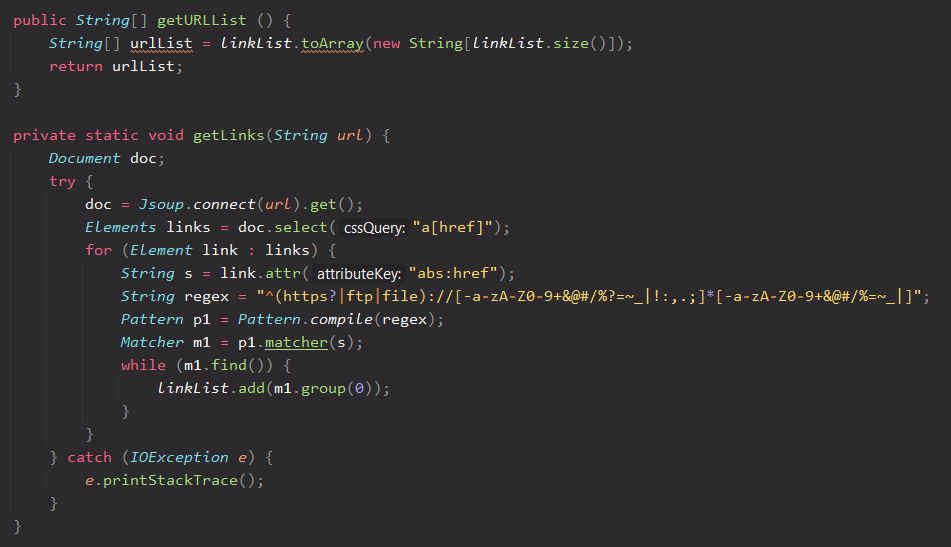 public String[] getURLList () {
    String[] urlList = linkList.toArray(new String[linkList.size()]);
    return urlList;
}

private static void getLinks(String url) {
    Document doc;
    try {
        doc = Jsoup.connect(url).get();
        Elements links = doc.select( cssQuery: "a[href]");
        for (Element link : links) {
            String s = link.attr( attributeKey: "abs:href");
            String regex = "^(https?|ftp|file)://[-a-zA-Z0-9+&@#/%?=~_|!:,.;]*[-a-zA-Z0-9+&@#/%=~_|]";
            Pattern p1 = Pattern.compile(regex);
            Matcher m1 = p1.matcher(s);
            while (m1.find()) {
                linkList.add(m1.group(0));
            }
        }
    } catch (IOException e) {
        e.printStackTrace();
    }
}